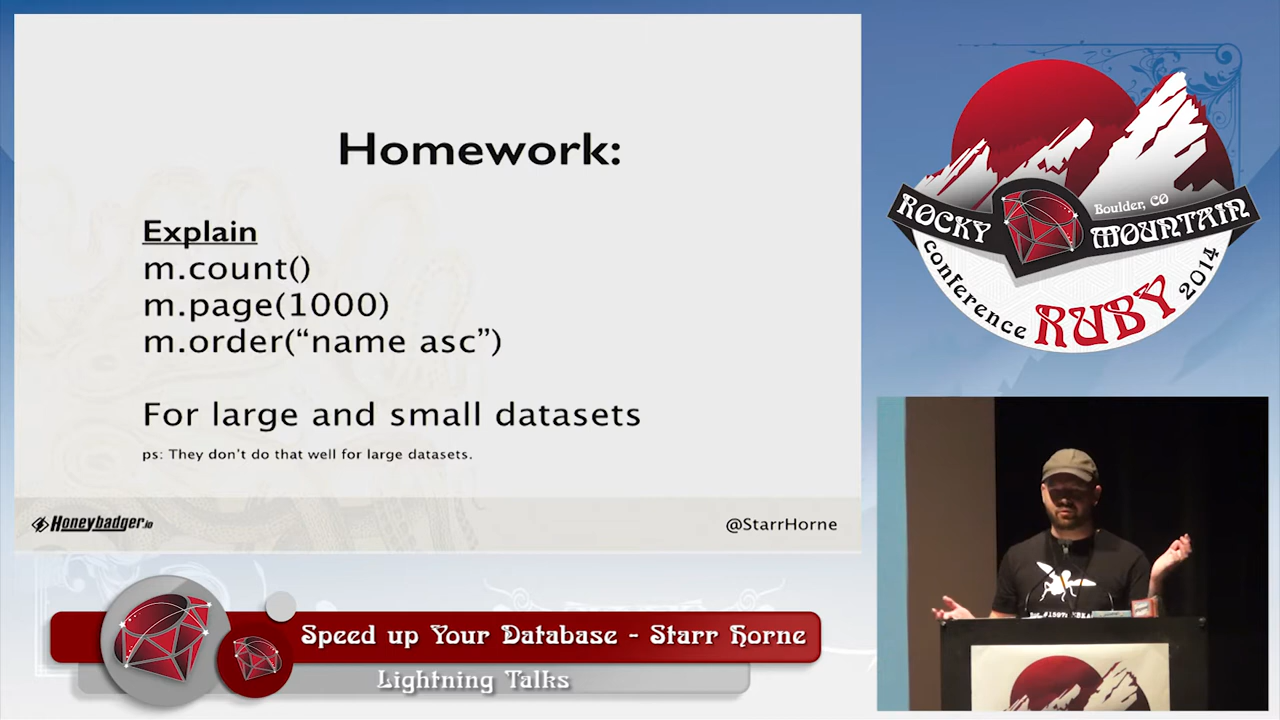 Homework:
Explain
m.count()
m.page(1000)
m.order(“name asc”)
For large and small datasets
ps: They don’t do that well for large datasets.
Honeybadger.io
@StarrHorne
ROCKY MOUNTAIN
Boulder, CO
conference RUBY 2014
Speed up Your Database - Starr Horne
Lightning Talks